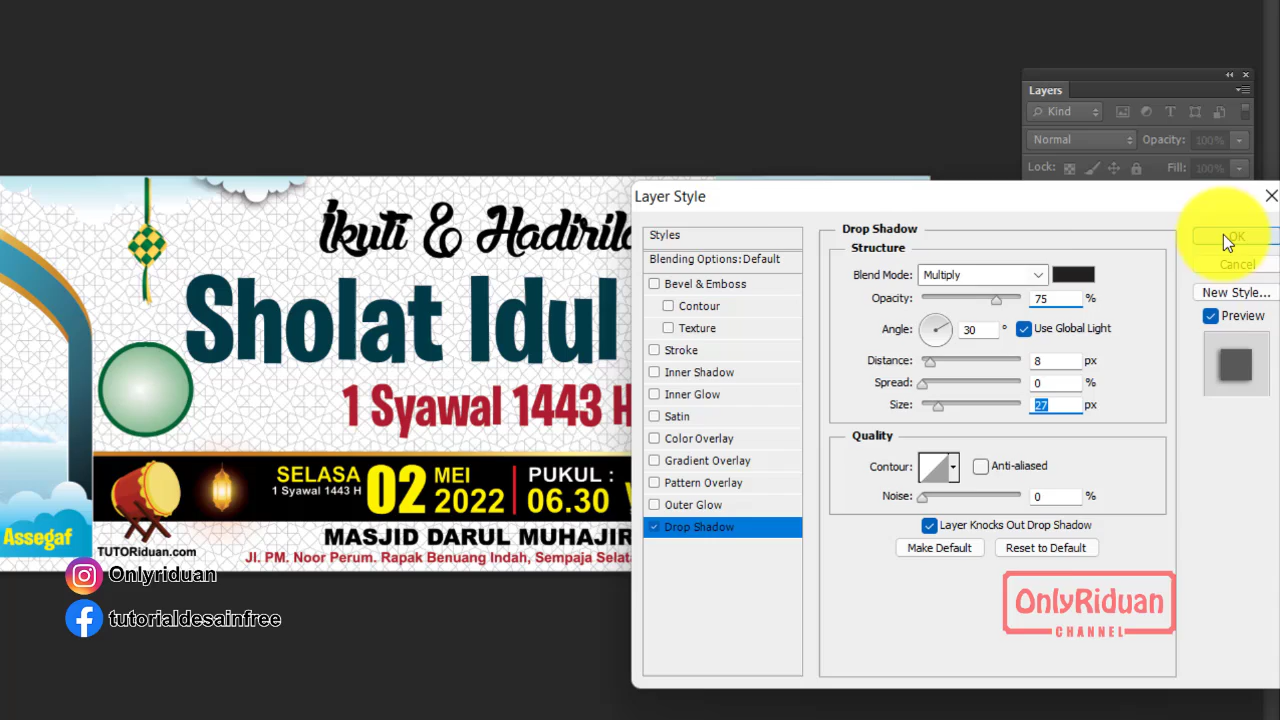 Layers
Kind
Normal
Opacity: 100%
Lock:
Fill: 100%
Layer Style
Styles
Blending Options: Default
Bevel & Emboss
Contour
Texture
Stroke
Inner Shadow
Inner Glow
Satin
Color Overlay
Gradient Overlay
Pattern Overlay
Outer Glow
Drop Shadow
Drop Shadow
Structure
Blend Mode: Multiply
Opacity: 75 %
Angle: 30 ° Use Global Light
Distance: 8 px
Spread: 0 %
Size: 27 px
Quality
Contour: Anti-aliased
Noise: 0 %
Layer Knocks Out Drop Shadow
Make Default
Reset to Default
OK
Cancel
New Style...
Preview
Ikuti & Hadirila
Sholat Idul
1 Syawal 1443 H
SELASA
1 Syawal 1443 H
02
MEI
2022
PUKUL :
06.30
MASJID DARUL MUHAJIR
Jl. PM. Noor Perum. Rapak Benuang Indah, Sempaja Selata
Assegaf
TUTORiduan.com
Onlyriduan
tutorialdesainfree
OnlyRiduan
CHANNEL